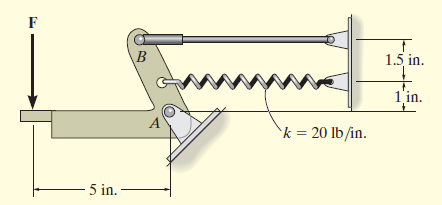 F
B
1.5 in.
1 in.
A
k = 20 lb/in.
5 in.